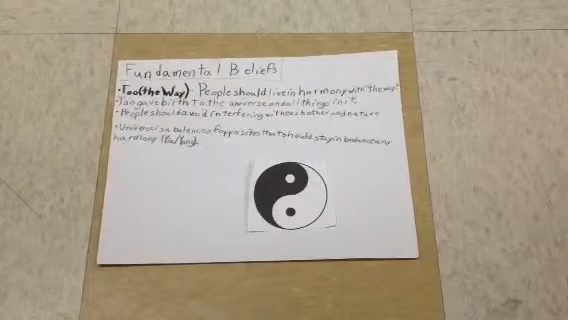 Fundamental Beliefs
• Tao (the Way) - People should live in harmony with "the way"
• Tao gave birth to the universe and all things in it.
• People should avoid interfering with each other and nature
• Universe is a balance of opposites that should stay in balance any
harmony (Yin/Yang).